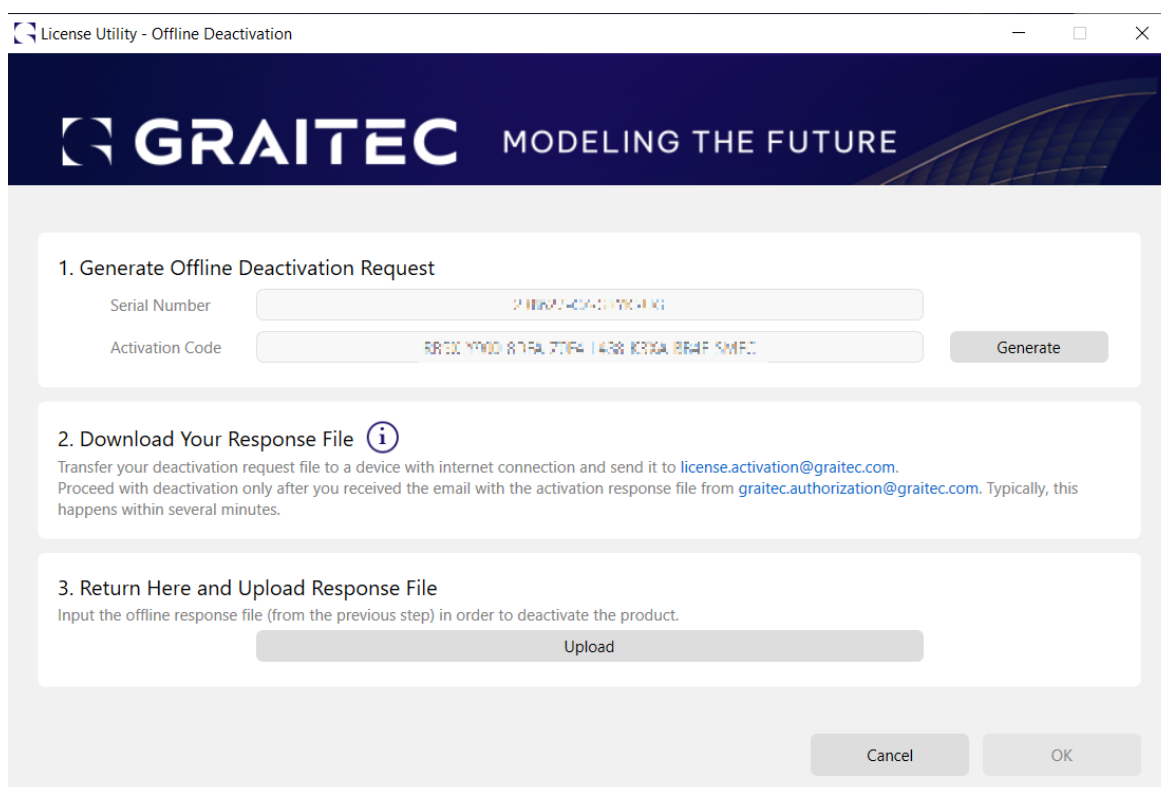 License Utility - Offline Deactivation
GRAITEC MODELING THE FUTURE
1. Generate Offline Deactivation Request
Serial Number
Activation Code
Generate
2. Download Your Response File i
Transfer your deactivation request file to a device with internet connection and send it to license.activation@graitec.com.
Proceed with deactivation only after you received the email with the activation response file from graitec.authorization@graitec.com. Typically, this
happens within several minutes.
3. Return Here and Upload Response File
Input the offline response file (from the previous step) in order to deactivate the product.
Upload
Cancel OK